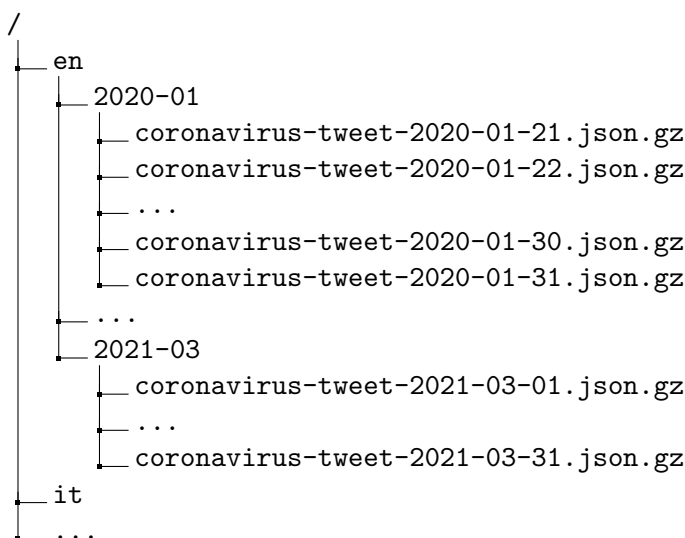 /
en
2020-01
coronavirus-tweet-2020-01-21.json.gz
coronavirus-tweet-2020-01-22.json.gz
...
coronavirus-tweet-2020-01-30.json.gz
coronavirus-tweet-2020-01-31.json.gz
...
2021-03
coronavirus-tweet-2021-03-01.json.gz
...
coronavirus-tweet-2021-03-31.json.gz
it
...